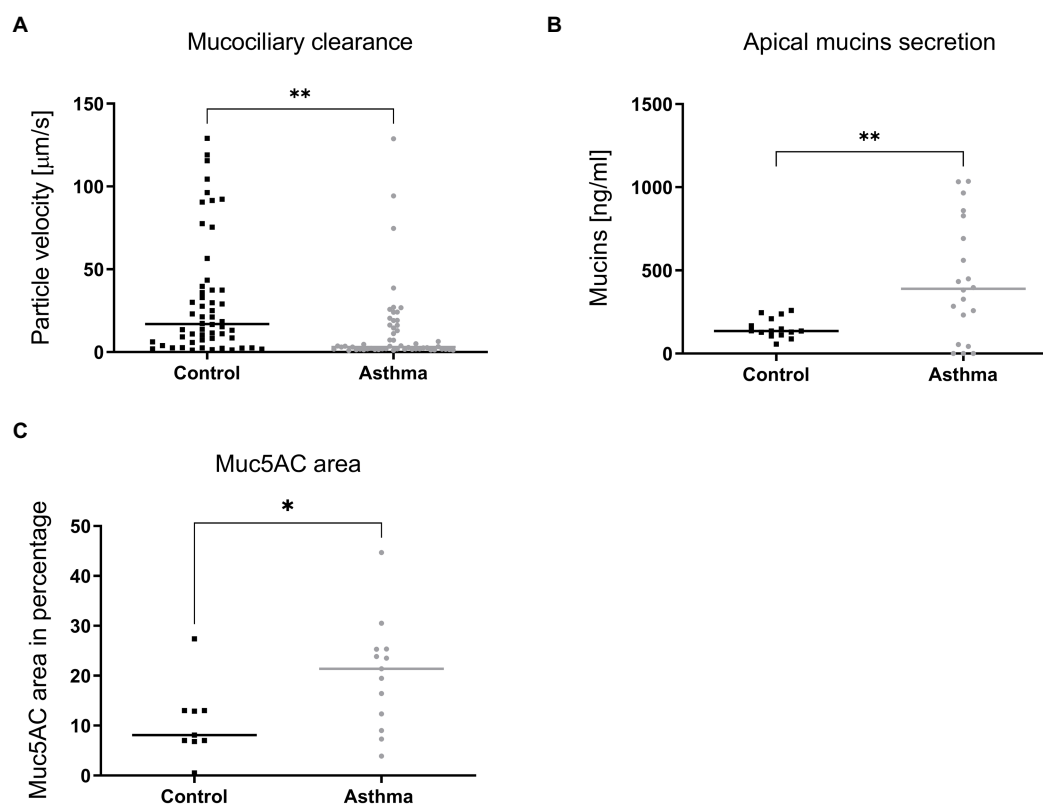 A
Mucociliary clearance
Particle velocity [μm/s]
150
100
50
0
**
Control
Asthma
B
Apical mucins secretion
Mucins [ng/ml]
1500
1000
500
0
**
Control
Asthma
C
Muc5AC area
Muc5AC area in percentage
50
40
30
20
10
0
*
Control
Asthma